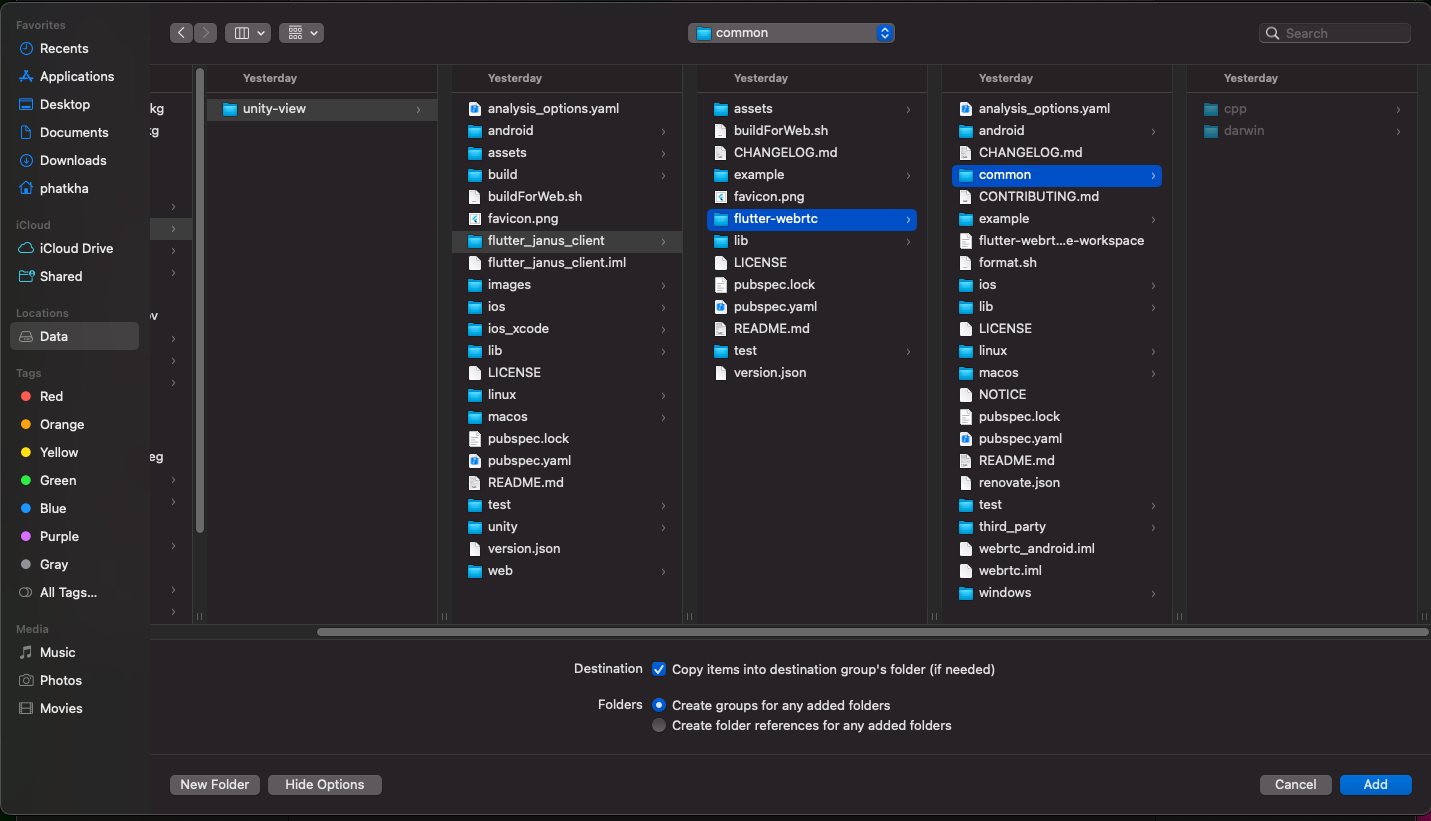 Favorites
Recents
Applications
Desktop
Documents
Downloads
phatkha
iCloud
iCloud Drive
Shared
Locations
Data
Tags
Red
Orange
Yellow
Green
Blue
Purple
Gray
All Tags...
Media
Music
Photos
Movies
common
Search
kg
kg
ov
eg
Yesterday
unity-view
Yesterday
analysis_options.yaml
android
assets
build
buildForWeb.sh
favicon.png
flutter_janus_client
flutter_janus_client.iml
images
ios
ios_xcode
lib
LICENSE
linux
macos
pubspec.lock
pubspec.yaml
README.md
test
unity
version.json
web
Yesterday
assets
buildForWeb.sh
CHANGELOG.md
example
favicon.png
flutter-webrtc
lib
LICENSE
pubspec.lock
pubspec.yaml
README.md
test
version.json
Yesterday
analysis_options.yaml
android
CHANGELOG.md
common
CONTRIBUTING.md
example
flutter-webrt...e-workspace
format.sh
ios
lib
LICENSE
linux
macos
NOTICE
pubspec.lock
pubspec.yaml
README.md
renovate.json
test
third_party
webrtc_android.iml
webrtc.iml
windows
Yesterday
cpp
darwin
Destination
Copy items into destination group's folder (if needed)
Folders
Create groups for any added folders
Create folder references for any added folders
New Folder
Hide Options
Cancel
Add